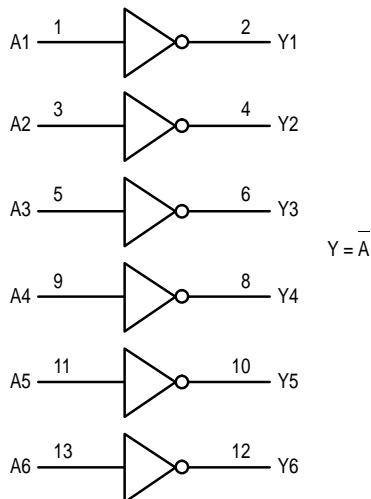 A1 1 2 Y1
A2 3 4 Y2
A3 5 6 Y3
Y = A̅
A4 9 8 Y4
A5 11 10 Y5
A6 13 12 Y6